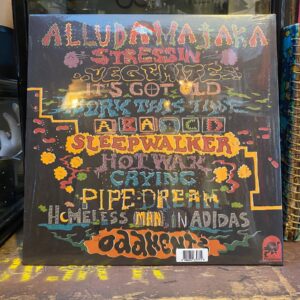 ALLUDA MAJAKA
STRESSIN
VEGEMITE
IT'S GOT OLD
WORK THIS TIME
ABABCD
SLEEPWALKER
HOT WAX
CRYING
PIPE-DREAM
HOMELESS MAN IN ADIDAS
ODDMENTS